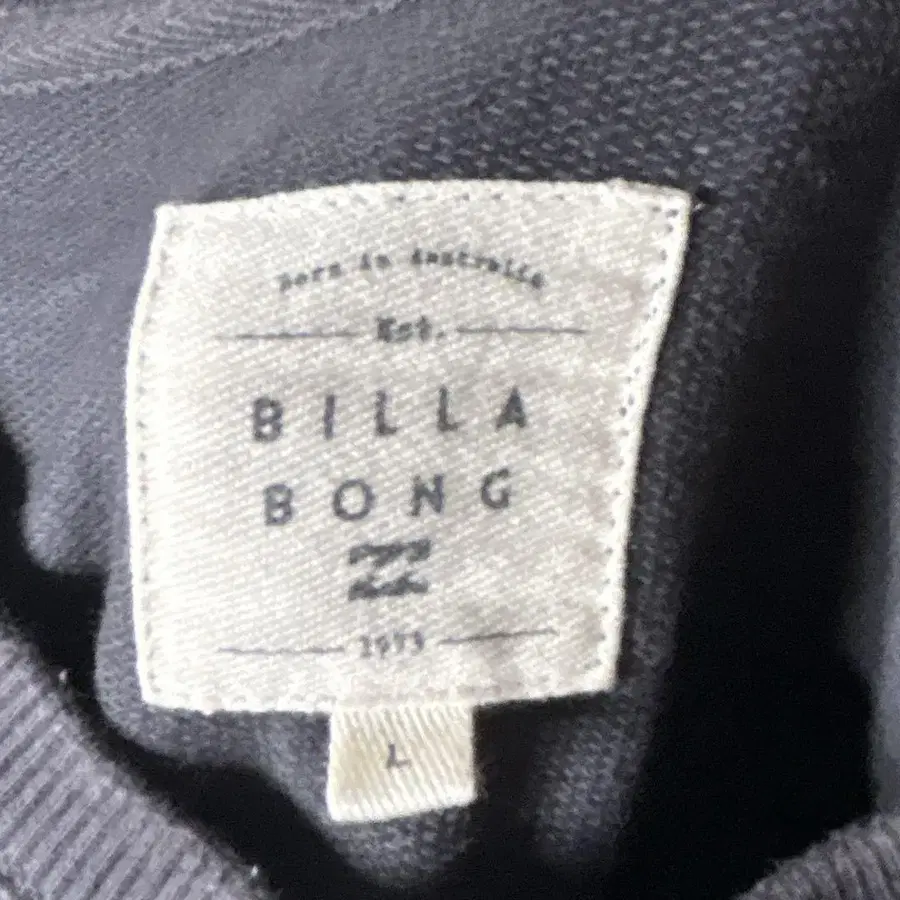 Born in Australia
Est.
BILLA
BONG
1973
L